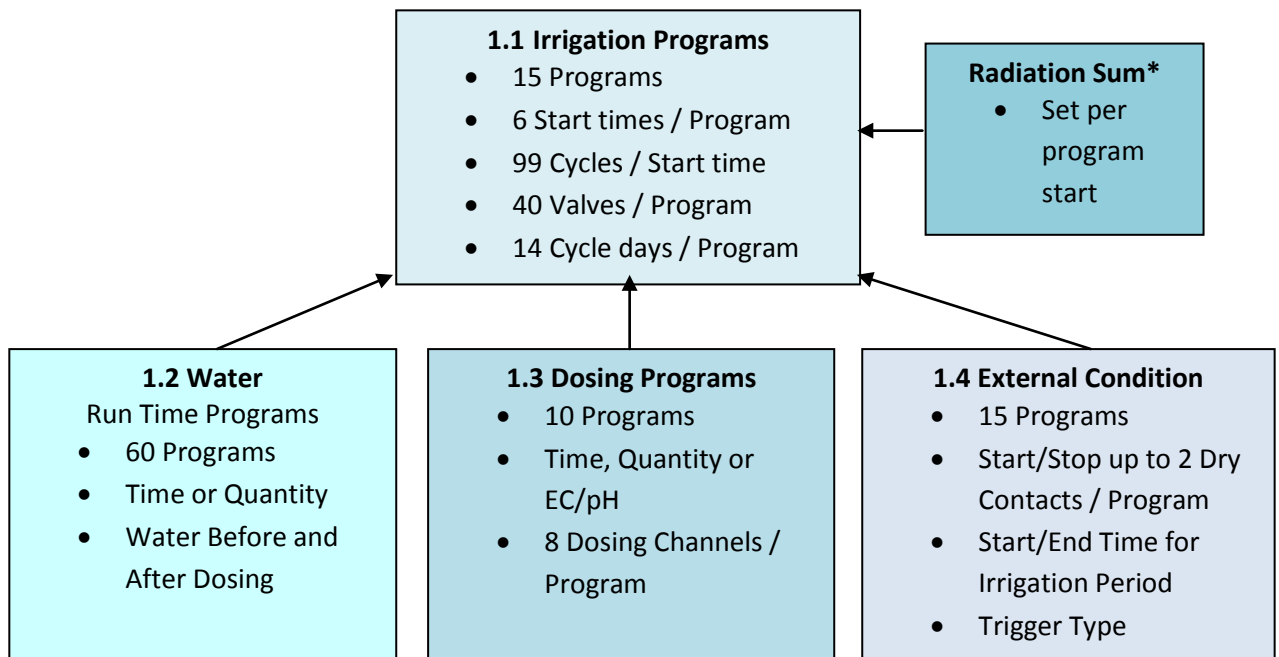 1.1 Irrigation Programs
• 15 Programs
• 6 Start times / Program
• 99 Cycles / Start time
• 40 Valves / Program
• 14 Cycle days / Program
Radiation Sum*
• Set per
program
start
1.2 Water
Run Time Programs
• 60 Programs
• Time or Quantity
• Water Before and
After Dosing
1.3 Dosing Programs
• 10 Programs
• Time, Quantity or
EC/pH
• 8 Dosing Channels /
Program
1.4 External Condition
• 15 Programs
• Start/Stop up to 2 Dry
Contacts / Program
• Start/End Time for
Irrigation Period
• Trigger Type